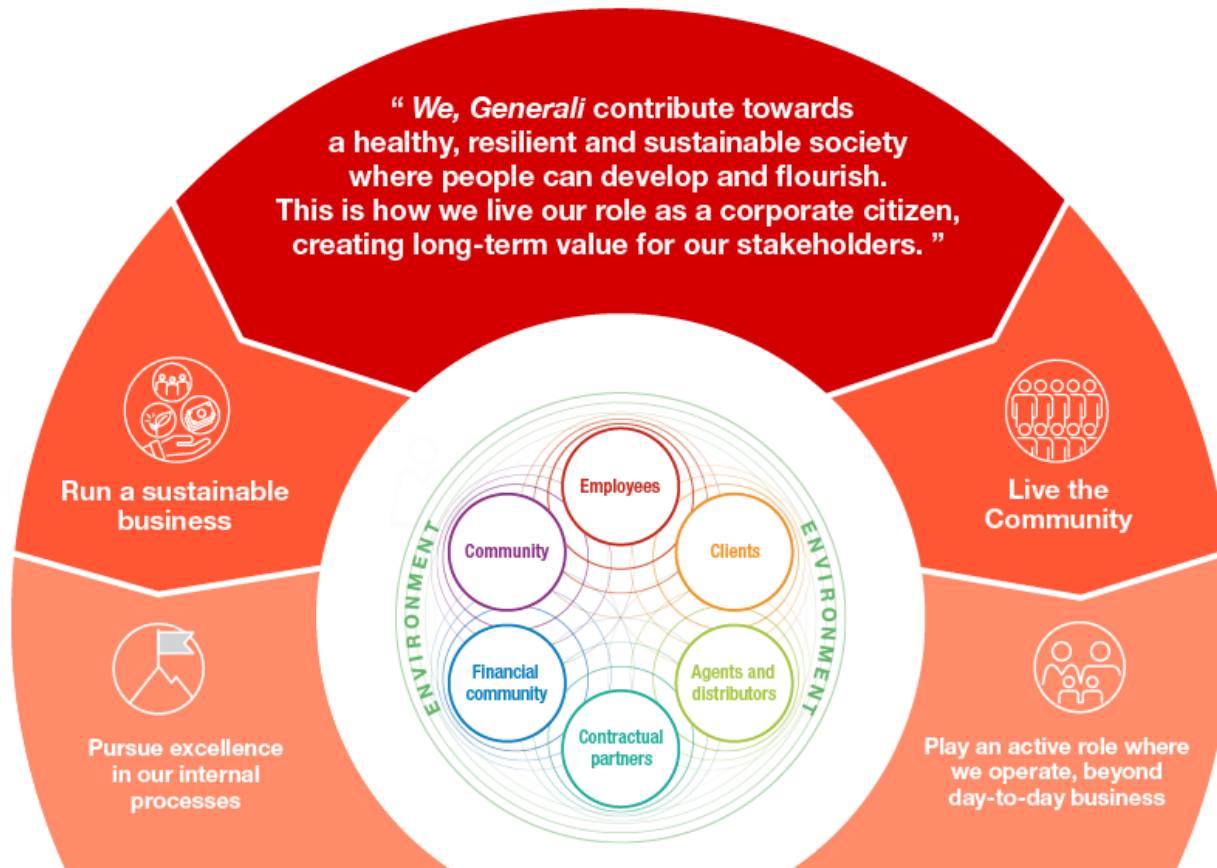 “ We, Generali contribute towards
a healthy, resilient and sustainable society
where people can develop and flourish.
This is how we live our role as a corporate citizen,
creating long-term value for our stakeholders. ”
Run a sustainable
business
Live the
Community
Employees
Community
Clients
ENVIRONMENT
ENVIRONMENT
Financial
community
Agents and
distributors
Contractual
partners
Pursue excellence
in our internal
processes
Play an active role where
we operate, beyond
day-to-day business